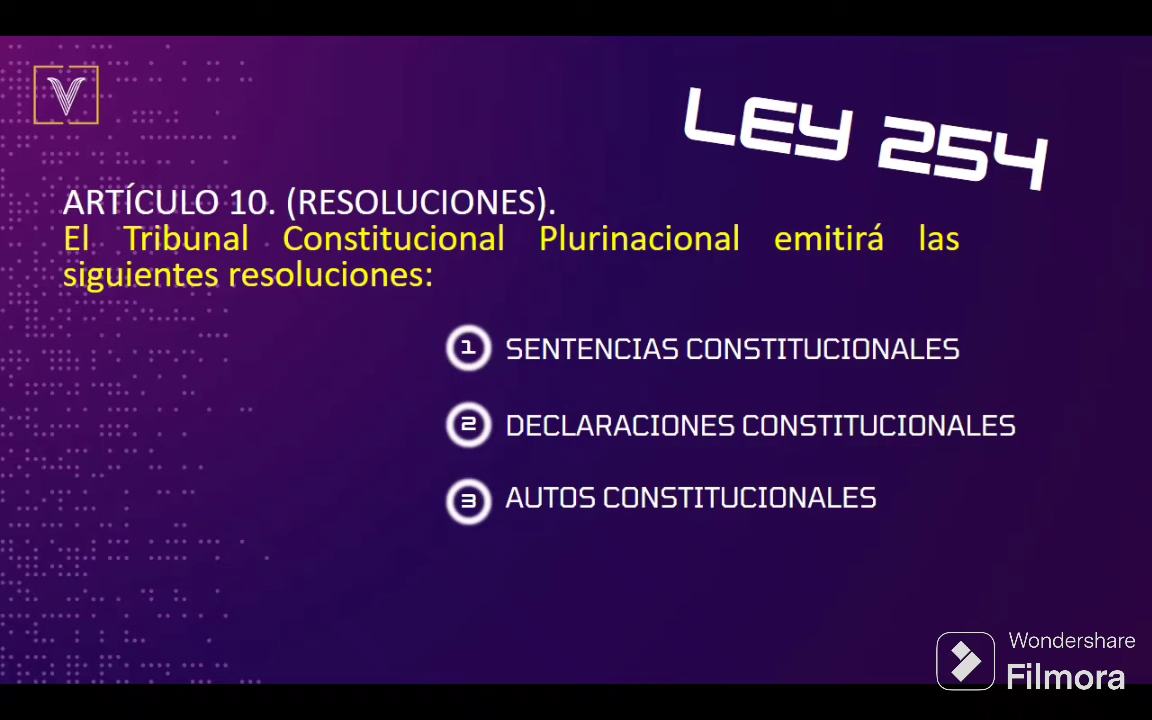 V
LEY 254
ARTÍCULO 10. (RESOLUCIONES).
El Tribunal Constitucional Plurinacional emitirá las
siguientes resoluciones:
1 SENTENCIAS CONSTITUCIONALES
2 DECLARACIONES CONSTITUCIONALES
3 AUTOS CONSTITUCIONALES
Wondershare
Filmora